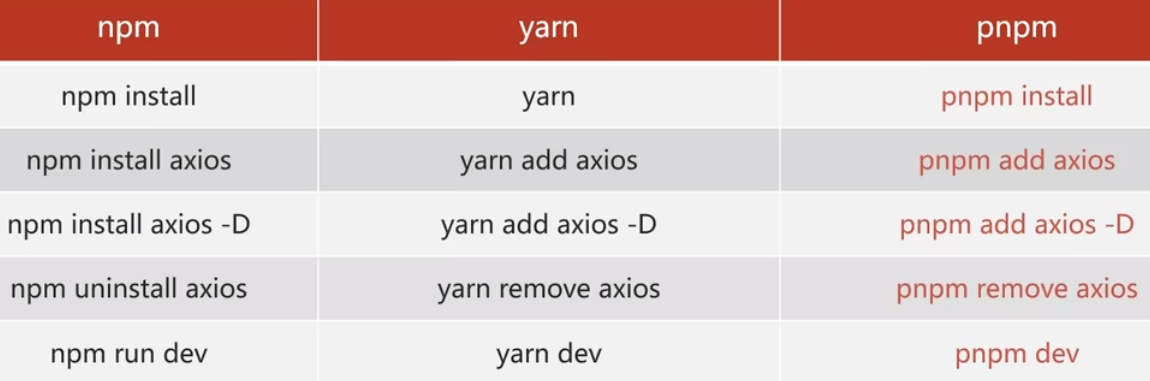 npm yarn pnpm
npm install yarn pnpm install
npm install axios yarn add axios pnpm add axios
npm install axios -D yarn add axios -D pnpm add axios -D
npm uninstall axios yarn remove axios pnpm remove axios
npm run dev yarn dev pnpm dev